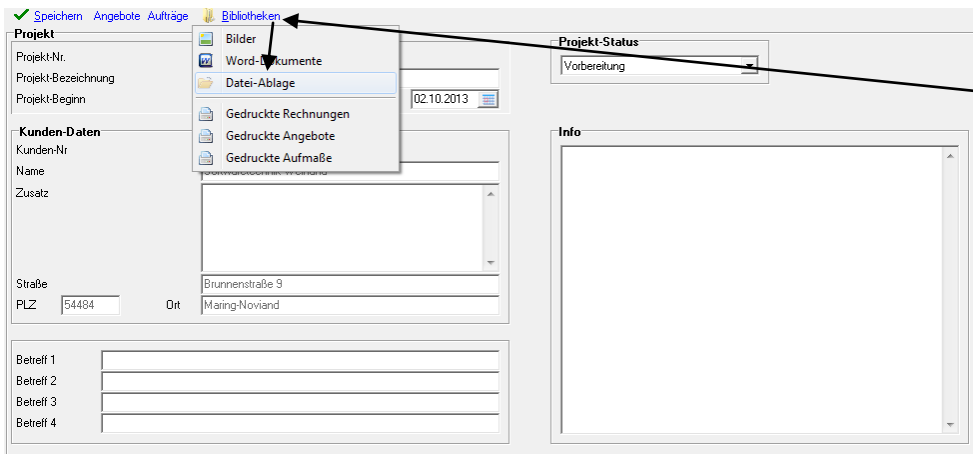 Speichern Angebote Aufträge Bibliotheken
Projekt
Projekt-Nr.
Projekt-Bezeichnung
Projekt-Beginn
02.10.2013
Bilder
Word-Dokumente
Datei-Ablage
Gedruckte Rechnungen
Gedruckte Angebote
Gedruckte Aufmaße
Projekt-Status
Vorbereitung
Kunden-Daten
Kunden-Nr
Name
Zusatz
Straße Brunnenstraße 9
PLZ 54484 Ort Maring-Noviand
Betreff 1
Betreff 2
Betreff 3
Betreff 4
Info